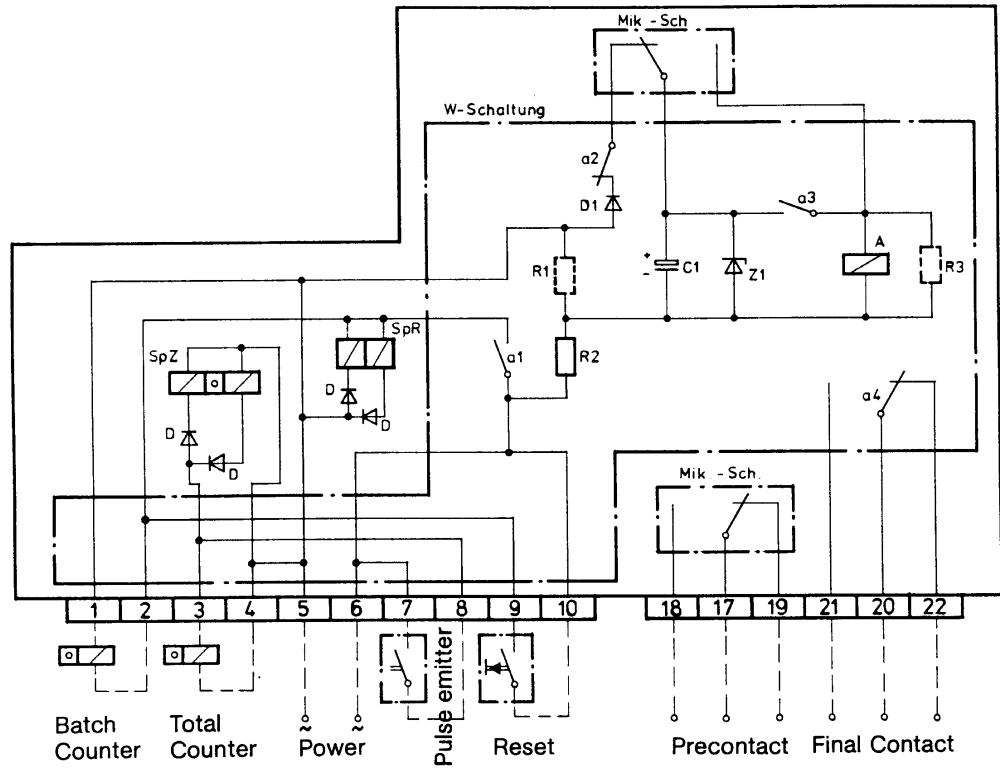 Mik.-Sch
W-Schaltung
a2
D1
a3
A
R1
+
-
C1
Z1
R3
SpR
SpZ
a1
R2
D
D
a4
D
D
Mik.-Sch.
1 2 3 4 5 6 7 8 9 10 18 17 19 21 20 22
Pulse emitter
~ ~
Batch Counter
Total Counter
Power
Reset
Precontact
Final Contact